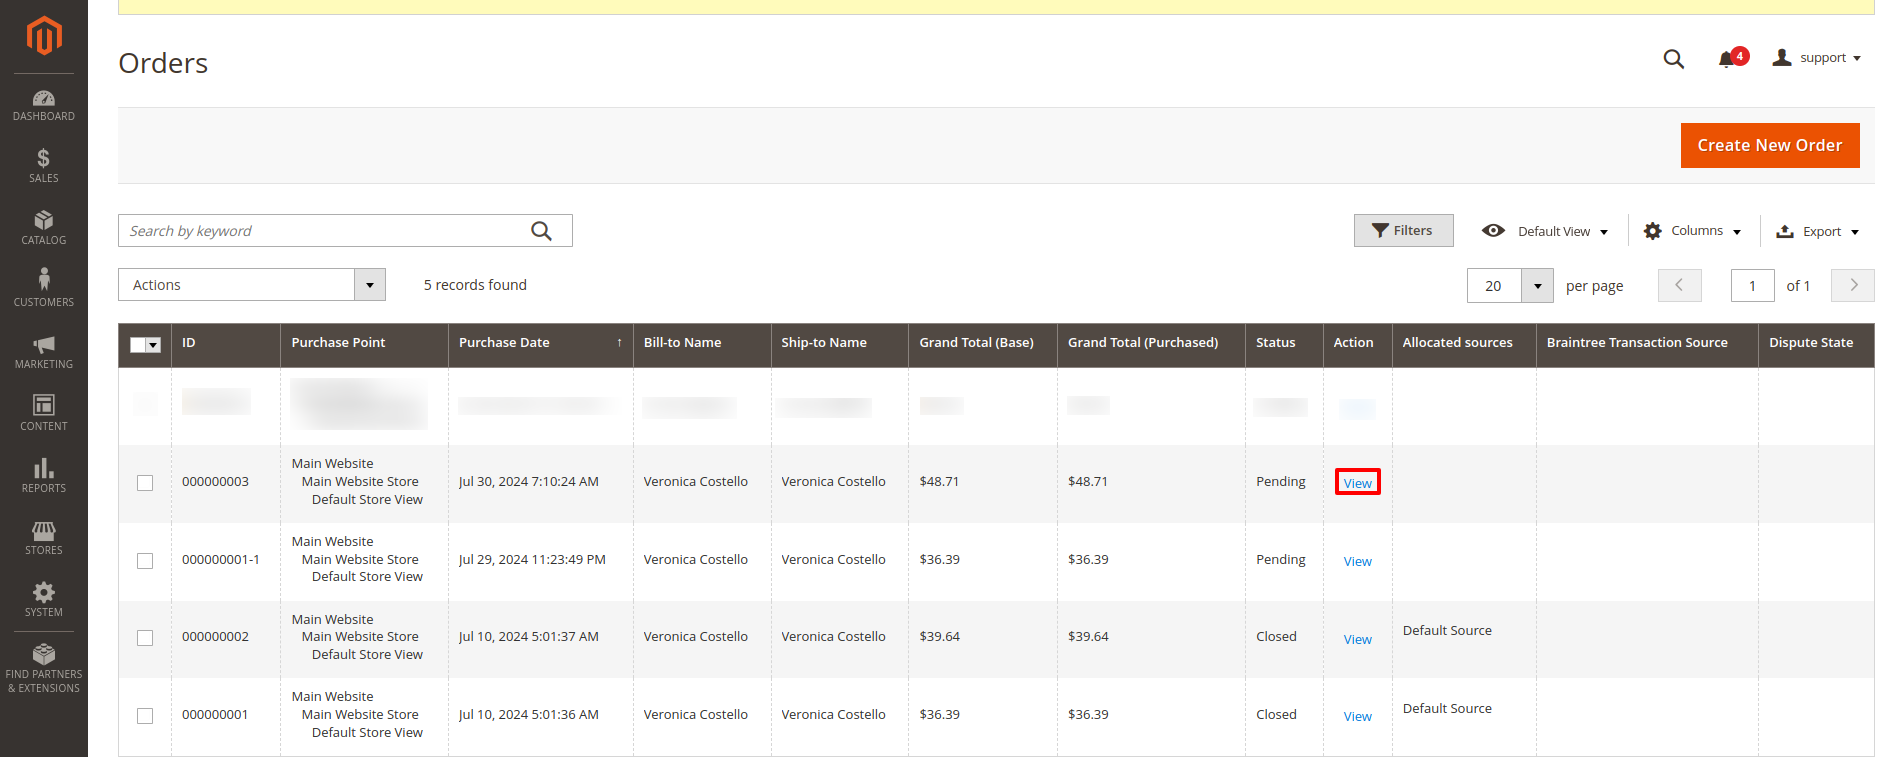 Orders
4
support
Create New Order
DASHBOARD
SALES
CATALOG
CUSTOMERS
MARKETING
CONTENT
REPORTS
STORES
SYSTEM
FIND PARTNERS
& EXTENSIONS
Search by keyword
Filters
Default View
Columns
Export
Actions
5 records found
20
per page
1
of 1
ID Purchase Point Purchase Date ↑ Bill-to Name Ship-to Name Grand Total (Base) Grand Total (Purchased) Status Action Allocated sources Braintree Transaction Source Dispute State
Main Website
000000003 Main Website Store Jul 30, 2024 7:10:24 AM Veronica Costello Veronica Costello $48.71 $48.71 Pending View
Default Store View
Main Website
000000001-1 Main Website Store Jul 29, 2024 11:23:49 PM Veronica Costello Veronica Costello $36.39 $36.39 Pending View
Default Store View
Main Website
000000002 Main Website Store Jul 10, 2024 5:01:37 AM Veronica Costello Veronica Costello $39.64 $39.64 Closed View Default Source
Default Store View
Main Website
000000001 Main Website Store Jul 10, 2024 5:01:36 AM Veronica Costello Veronica Costello $36.39 $36.39 Closed View Default Source
Default Store View